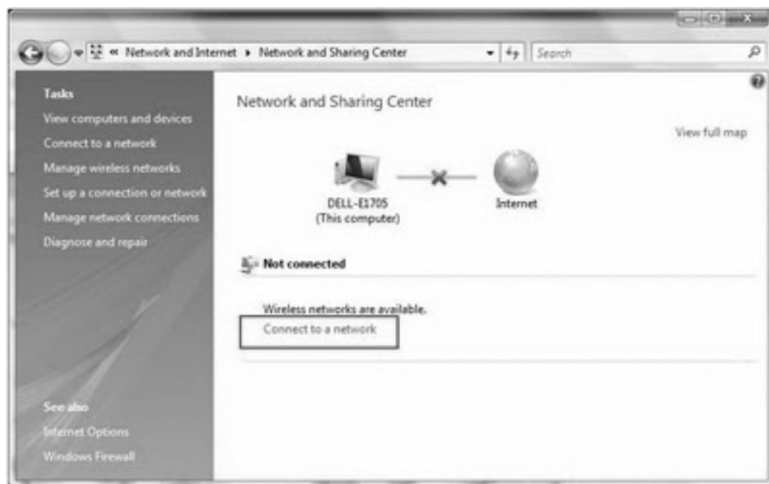 « Network and Internet ▸ Network and Sharing Center
Search
Tasks
View computers and devices
Connect to a network
Manage wireless networks
Set up a connection or network
Manage network connections
Diagnose and repair
See also
Internet Options
Windows Firewall
Network and Sharing Center
View full map
DELL-E1705
(This computer)
Internet
Not connected
Wireless networks are available.
Connect to a network